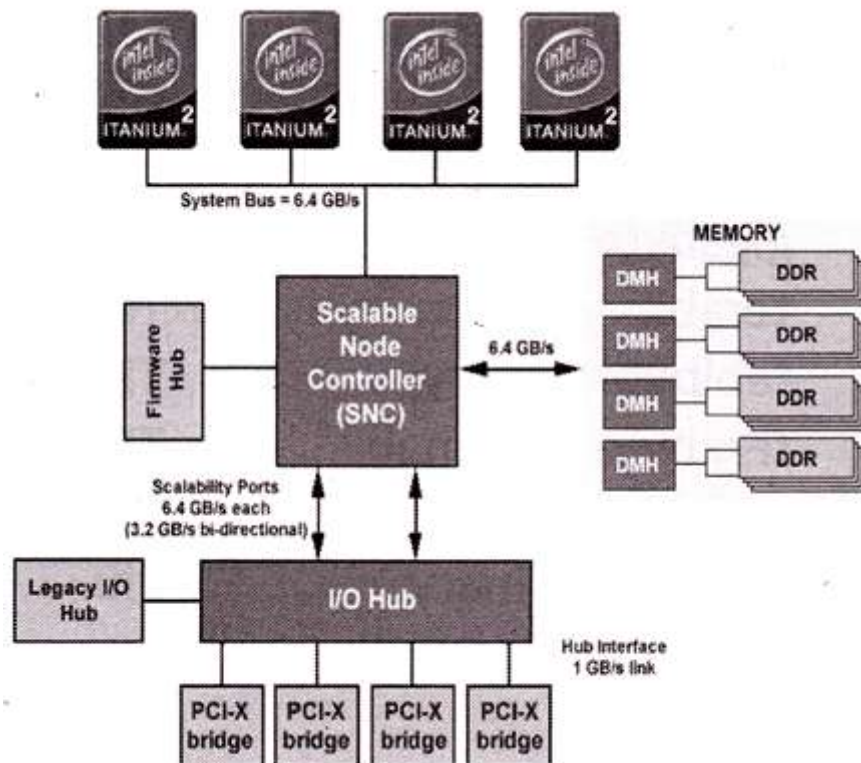 intel
inside
ITANIUM. 2
intel
inside
ITANIUM. 2
intel
inside
ITANIUM. 2
intel
inside
ITANIUM. 2
System Bus = 6.4 GB/s
MEMORY
DMH
DDR
DMH
DDR
DMH
DDR
DMH
DDR
Scalable
Node
Controller
(SNC)
6.4 GB/s
Firmware
Hub
Scalability Ports
6.4 GB/s each
(3.2 GB/s bi-directional)
Legacy I/O
Hub
I/O Hub
Hub Interface
1 GB/s link
PCI-X
bridge
PCI-X
bridge
PCI-X
bridge
PCI-X
bridge